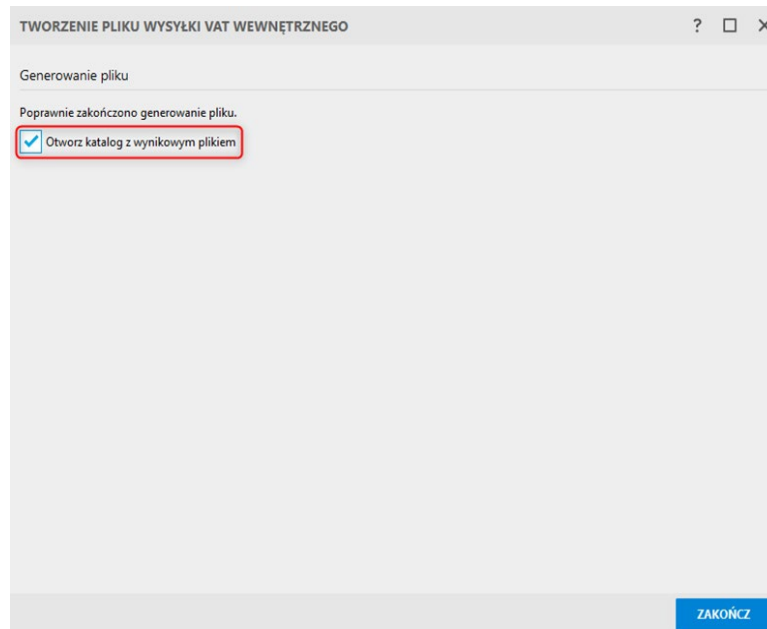 TWORZENIE PLIKU WYSYŁKI VAT WEWNĘTRZNEGO
Generowanie pliku
Poprawnie zakończono generowanie pliku.
Otworz katalog z wynikowym plikiem
ZAKOŃCZ